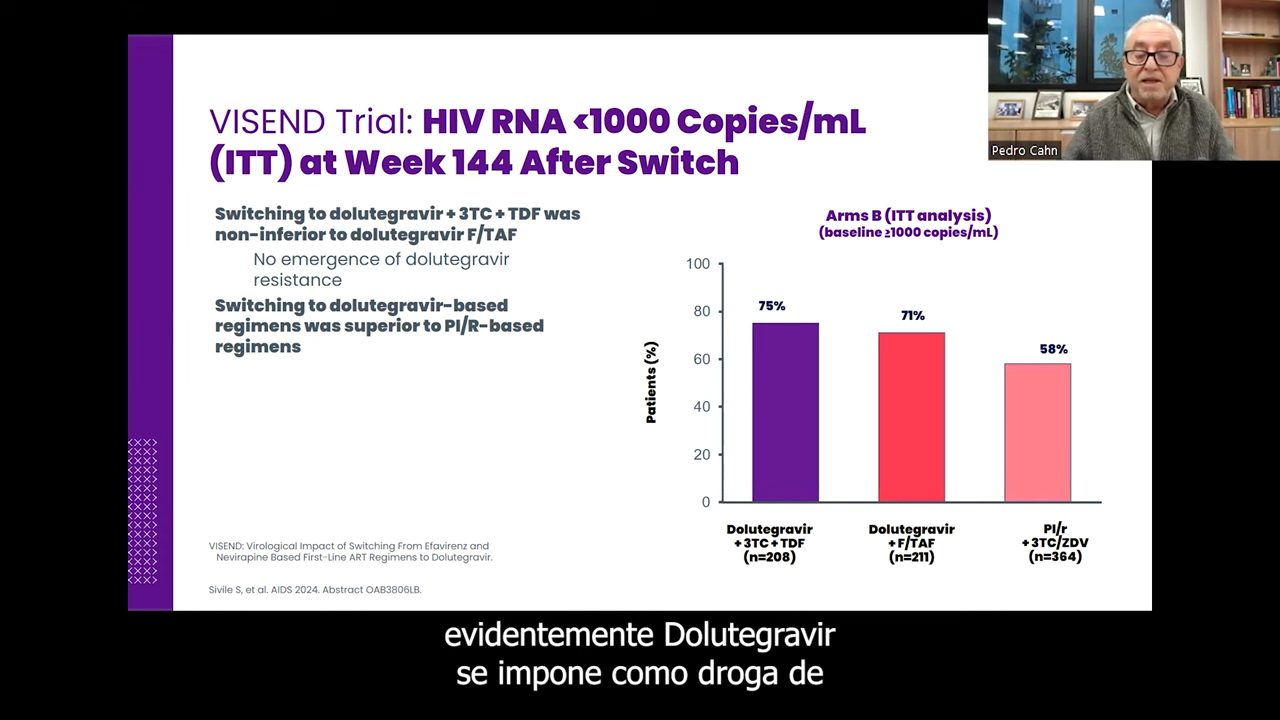 VISEND Trial: HIV RNA <1000 Copies/mL
(ITT) at Week 144 After Switch
Pedro Cahn
Switching to dolutegravir + 3TC + TDF was
non-inferior to dolutegravir F/TAF
No emergence of dolutegravir
resistance
Switching to dolutegravir-based
regimens was superior to PI/R-based
regimens
Arms B (ITT analysis)
(baseline ≥1000 copies/mL)
Patients (%)
100
80
60
40
20
0
75%
71%
58%
Dolutegravir
+ 3TC + TDF
(n=208)
Dolutegravir
+ F/TAF
(n=211)
PI/r
+ 3TC/ZDV
(n=364)
VISEND: Virological Impact of Switching From Efavirenz and
Nevirapine Based First-Line ART Regimens to Dolutegravir.
Sivile S, et al. AIDS 2024. Abstract OAB3806LB.
evidentemente Dolutegravir
se impone como droga de